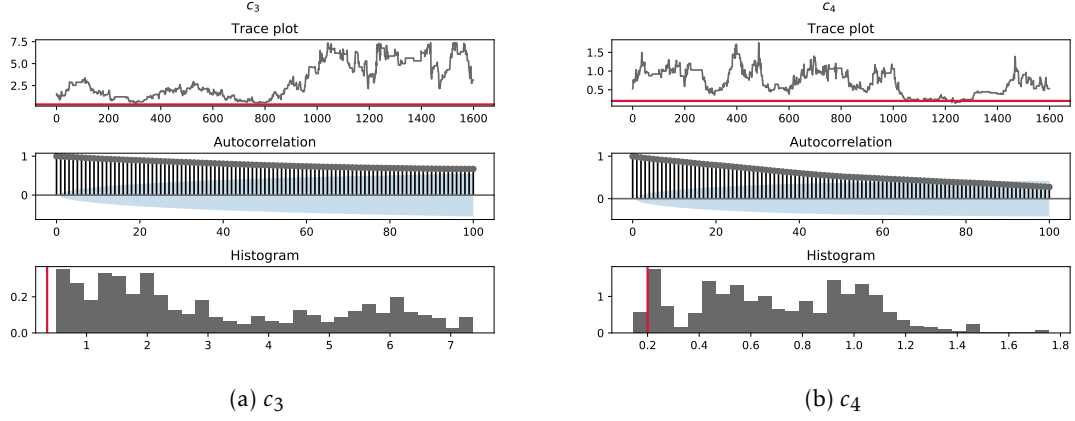 c3
Trace plot
7.5
5.0
2.5
0 200 400 600 800 1000 1200 1400 1600
Autocorrelation
1
0
0 20 40 60 80 100
Histogram
0.2
0.0
1 2 3 4 5 6 7
(a) c3
c4
Trace plot
1.5
1.0
0.5
0 200 400 600 800 1000 1200 1400 1600
Autocorrelation
1
0
0 20 40 60 80 100
Histogram
1
0
0.2 0.4 0.6 0.8 1.0 1.2 1.4 1.6 1.8
(b) c4